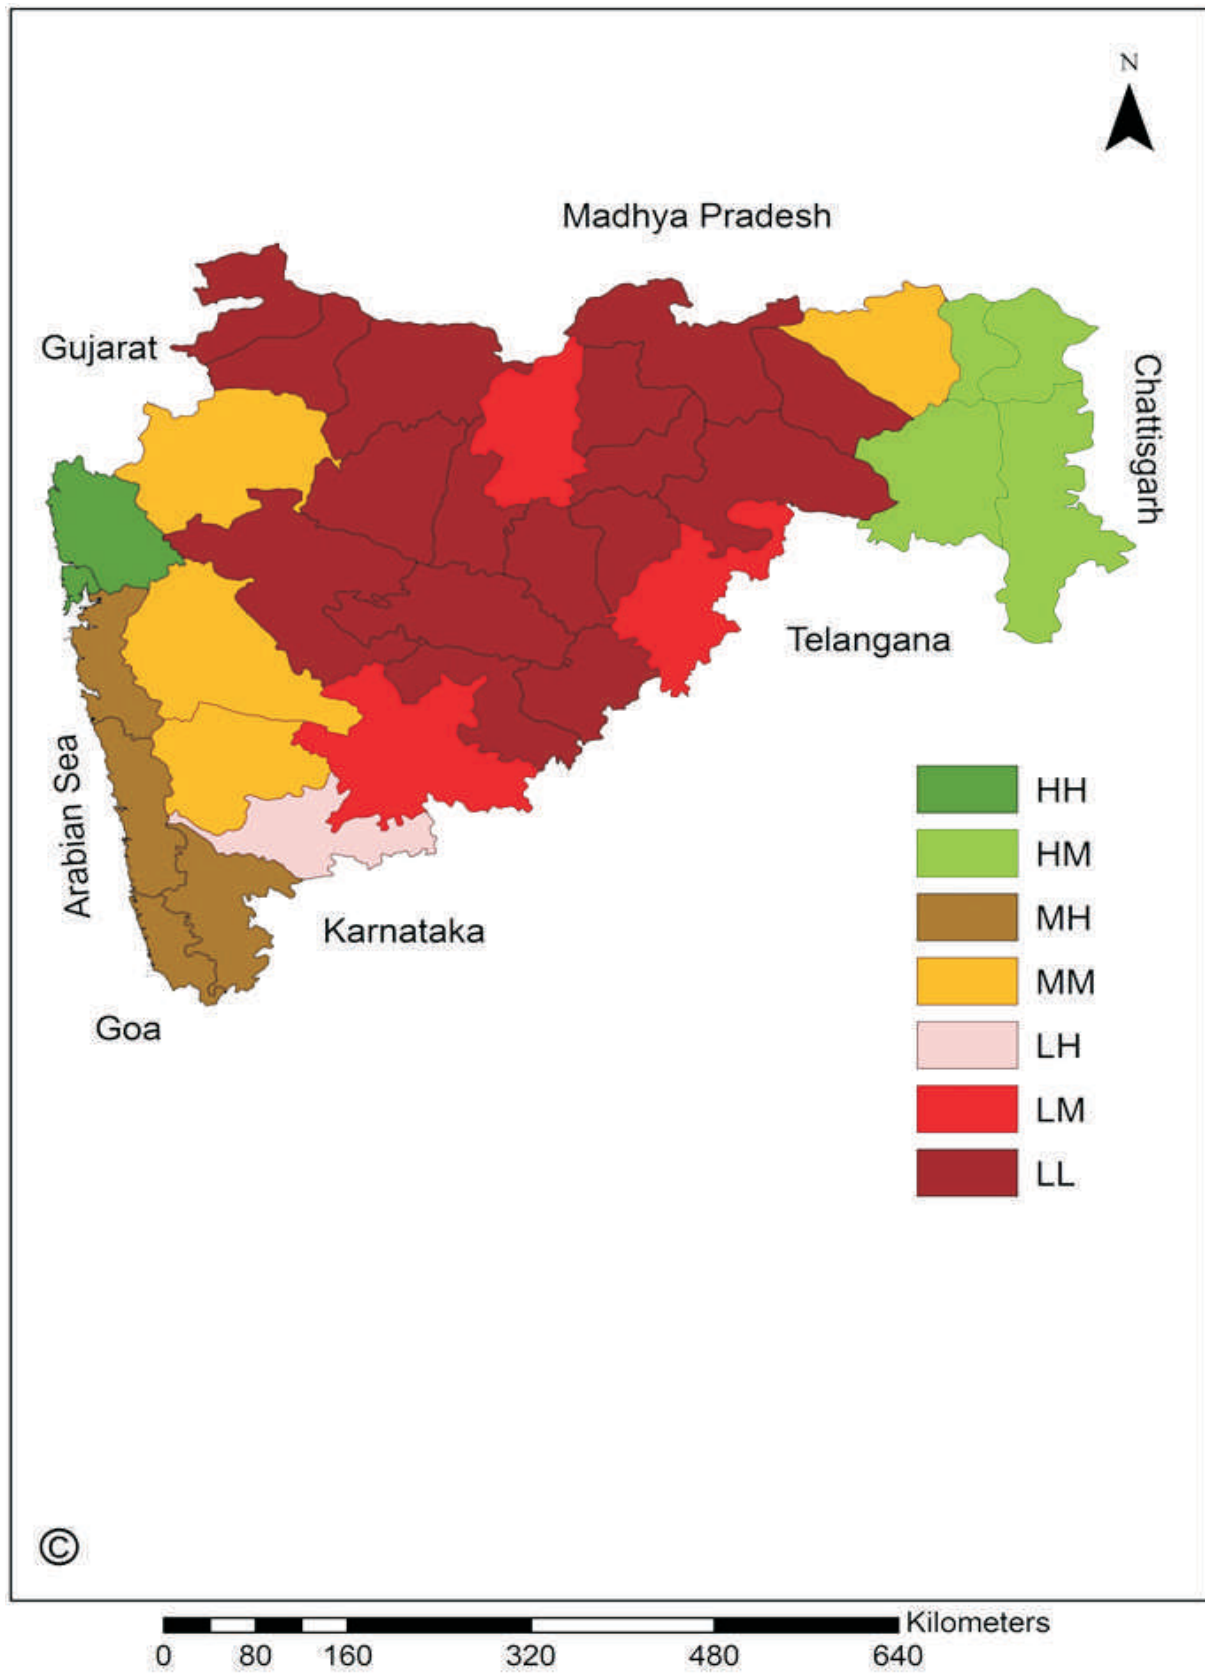 N
Madhya Pradesh
Gujarat
Chattisgarh
Telangana
Arabian Sea
Karnataka
Goa
HH
HM
MH
MM
LH
LM
LL
©
Kilometers
0 80 160 320 480 640